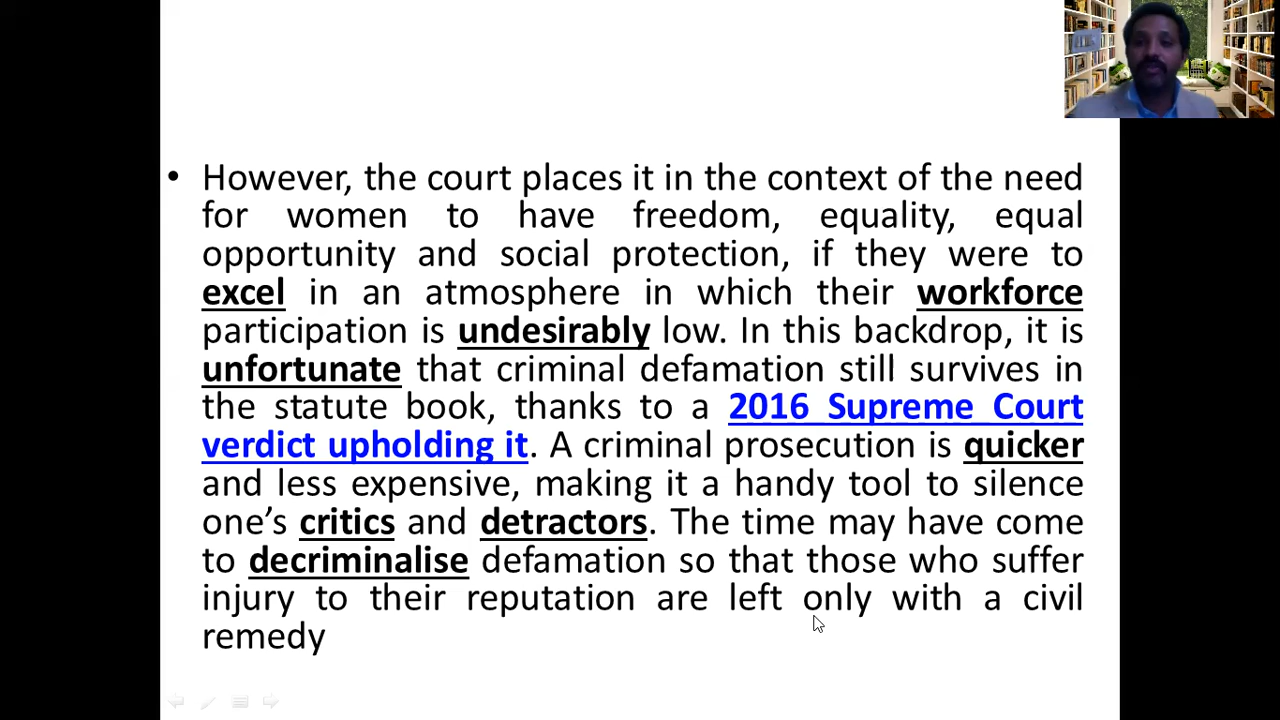 • However, the court places it in the context of the need
for women to have freedom, equality, equal
opportunity and social protection, if they were to
excel in an atmosphere in which their workforce
participation is undesirably low. In this backdrop, it is
unfortunate that criminal defamation still survives in
the statute book, thanks to a 2016 Supreme Court
verdict upholding it. A criminal prosecution is quicker
and less expensive, making it a handy tool to silence
one’s critics and detractors. The time may have come
to decriminalise defamation so that those who suffer
injury to their reputation are left only with a civil
remedy